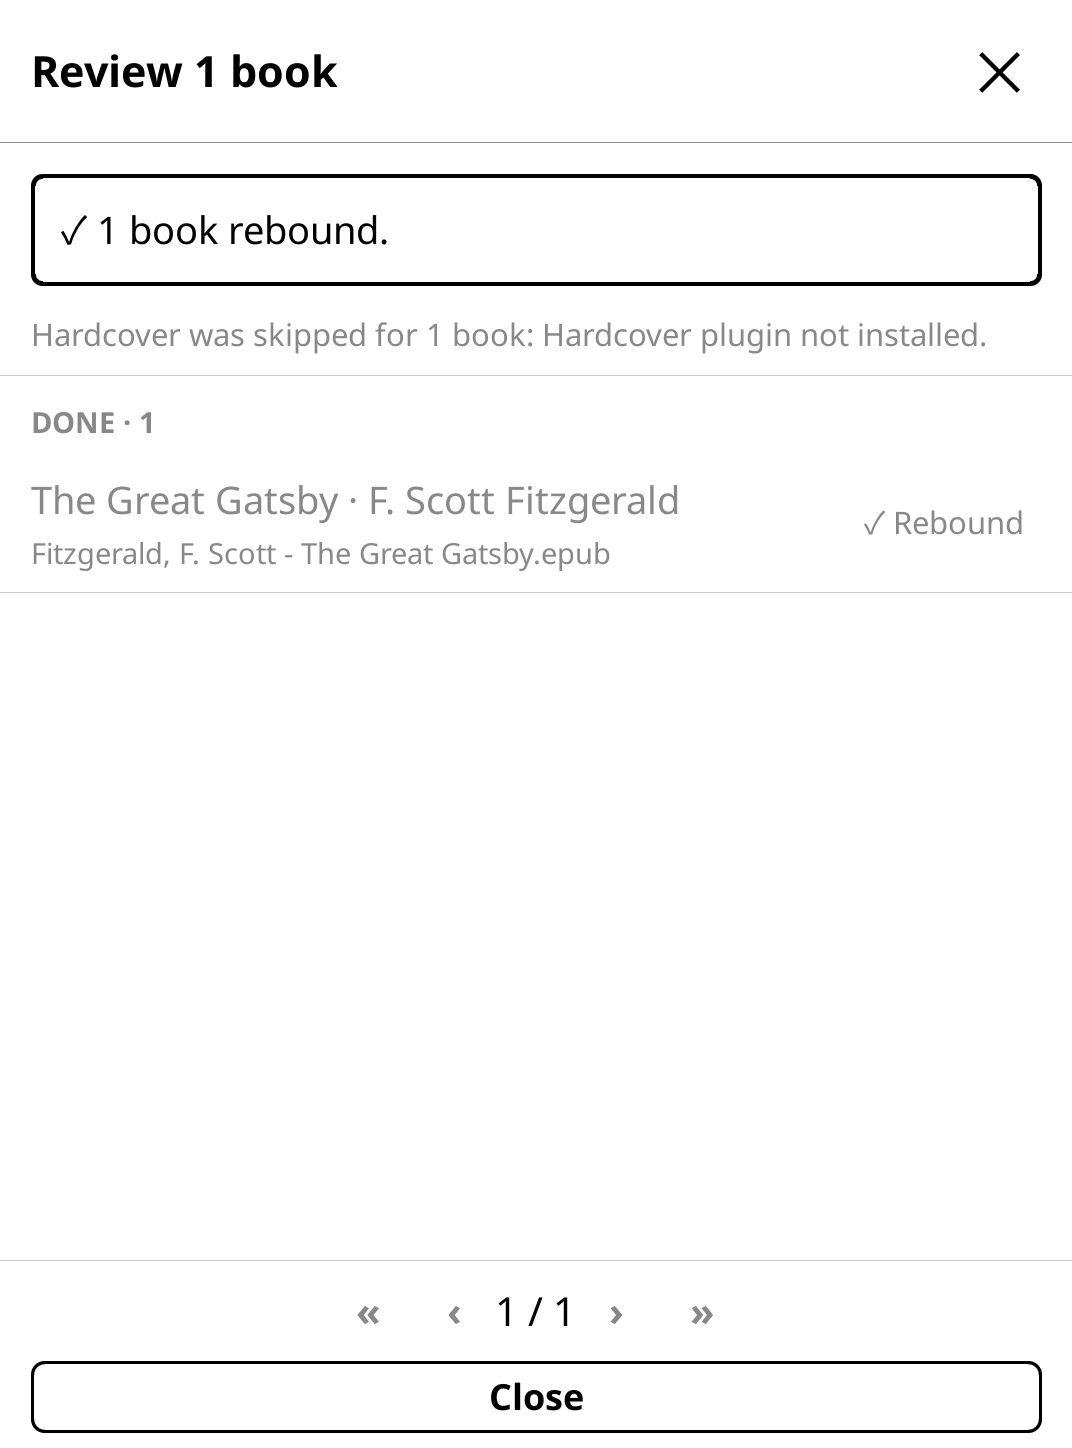 Review 1 book
✓ 1 book rebound.
Hardcover was skipped for 1 book: Hardcover plugin not installed.
DONE · 1
The Great Gatsby · F. Scott Fitzgerald
Fitzgerald, F. Scott - The Great Gatsby.epub
✓ Rebound
« ‹ 1 / 1 › »
Close